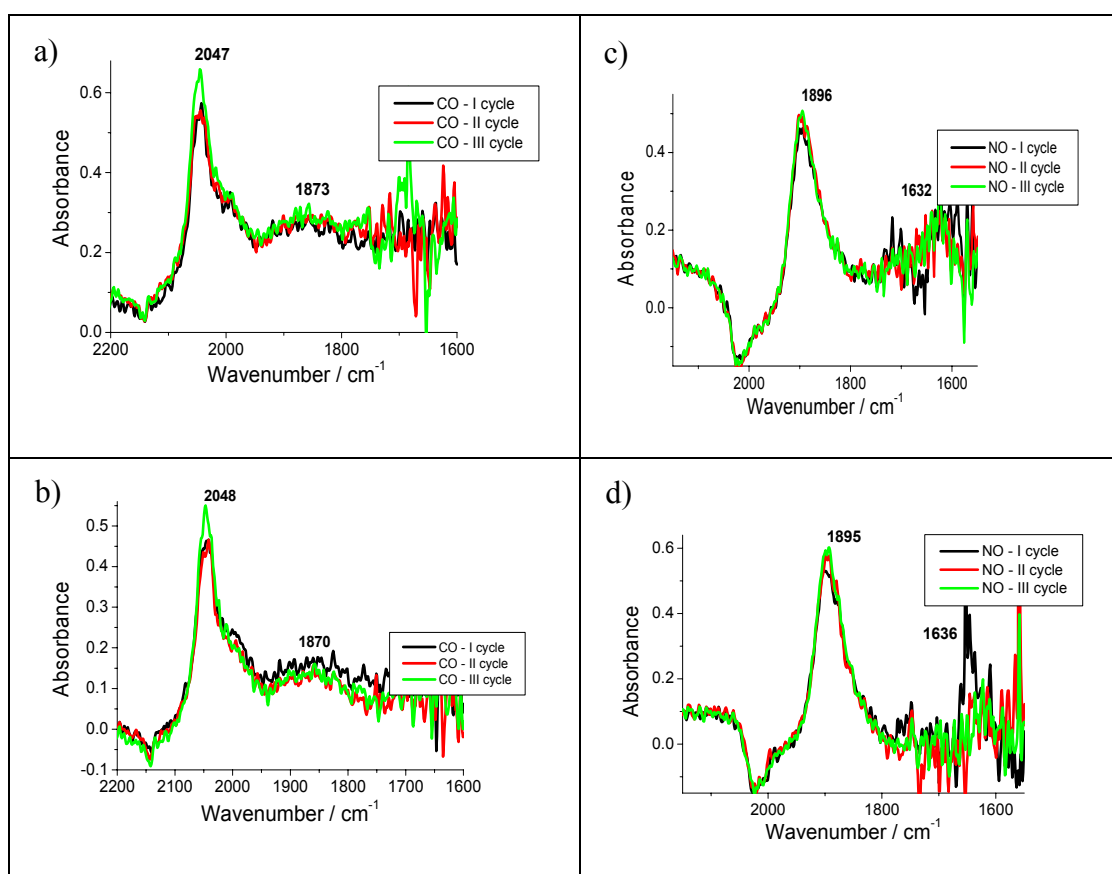 a)
2047
CO - I cycle
CO - II cycle
CO - III cycle
1873
Absorbance
0.6
0.4
0.2
0.0
2200 2000 1800 1600
Wavenumber / cm-1
c)
1896
NO - I cycle
NO - II cycle
NO - III cycle
1632
Absorbance
0.4
0.2
0.0
2000 1800 1600
Wavenumber / cm-1
b)
2048
1870
CO - I cycle
CO - II cycle
CO - III cycle
Absorbance
0.5
0.4
0.3
0.2
0.1
0.0
-0.1
2200 2100 2000 1900 1800 1700 1600
Wavenumber / cm-1
d)
1895
NO - I cycle
NO - II cycle
NO - III cycle
1636
Absorbance
0.6
0.4
0.2
0.0
2000 1800 1600
Wavenumber / cm-1